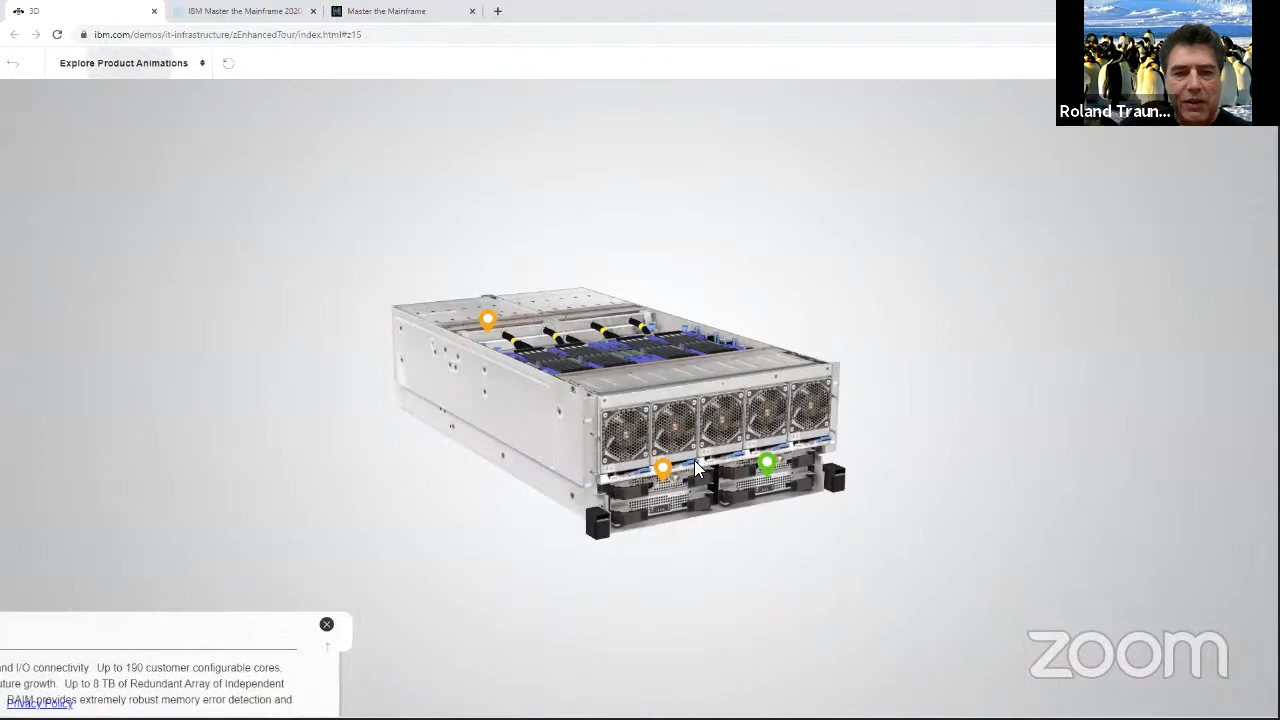 3D
IBM Master the Mainframe 2020
Master the Mainframe
ibm.com/demos/it-infrastructure/zEnhancedTour/index.html#z15
Explore Product Animations
Roland Traun...
nd I/O connectivity. Up to 190 customer configurable cores.
uture growth. Up to 8 TB of Redundant Array of Independent
RAIM provides extremely robust memory error detection and
Privacy Policy
zoom